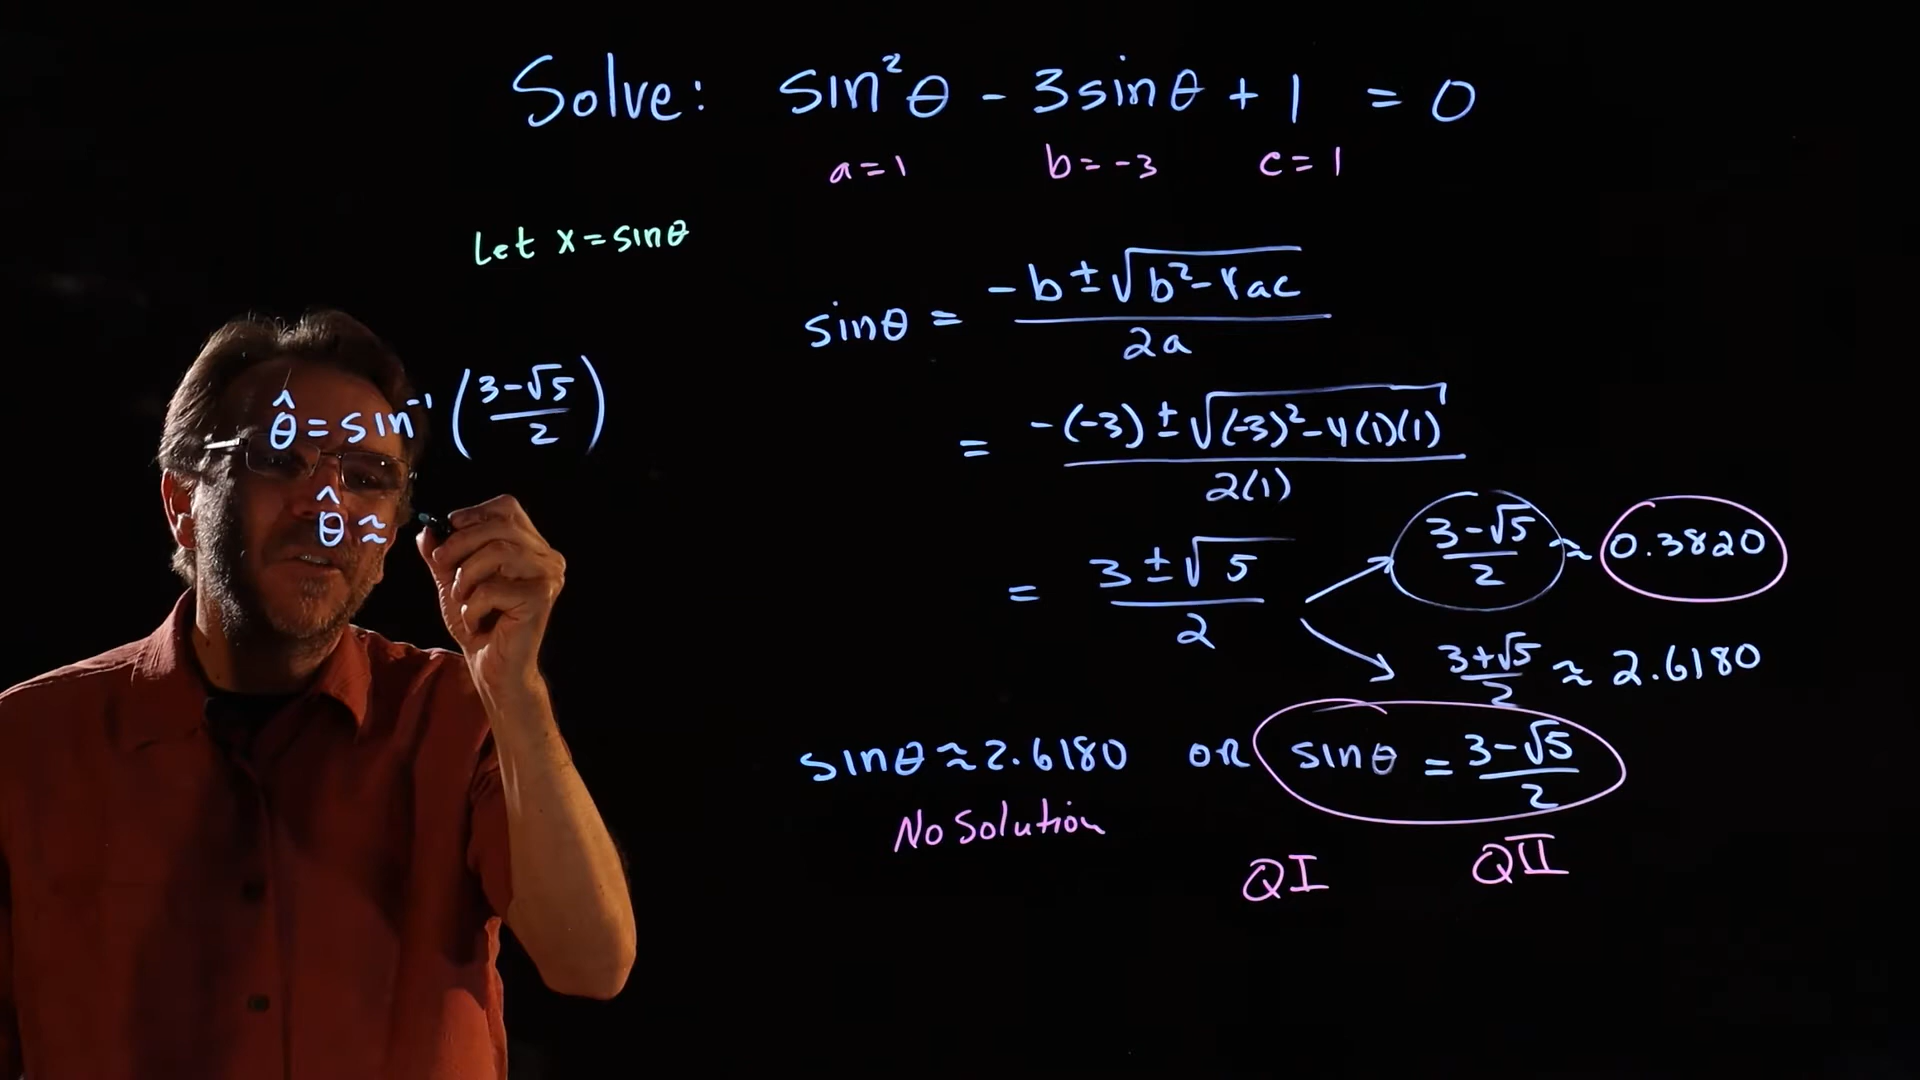 Solve: sin²θ - 3sinθ + 1 = 0
a=1 b=-3 c=1
Let x=sinθ
sinθ = (-b ± √(b²-4ac))/(2a)
= (-(-3) ± √((-3)²-4(1)(1)))/(2(1))
= (3 ± √5)/2
(3-√5)/2 ≈ 0.3820
(3+√5)/2 ≈ 2.6180
sinθ ≈ 2.6180 OR sinθ = (3-√5)/2
No Solution
QI QII
θ̂ = sin⁻¹((3-√5)/2)
θ̂ ≈